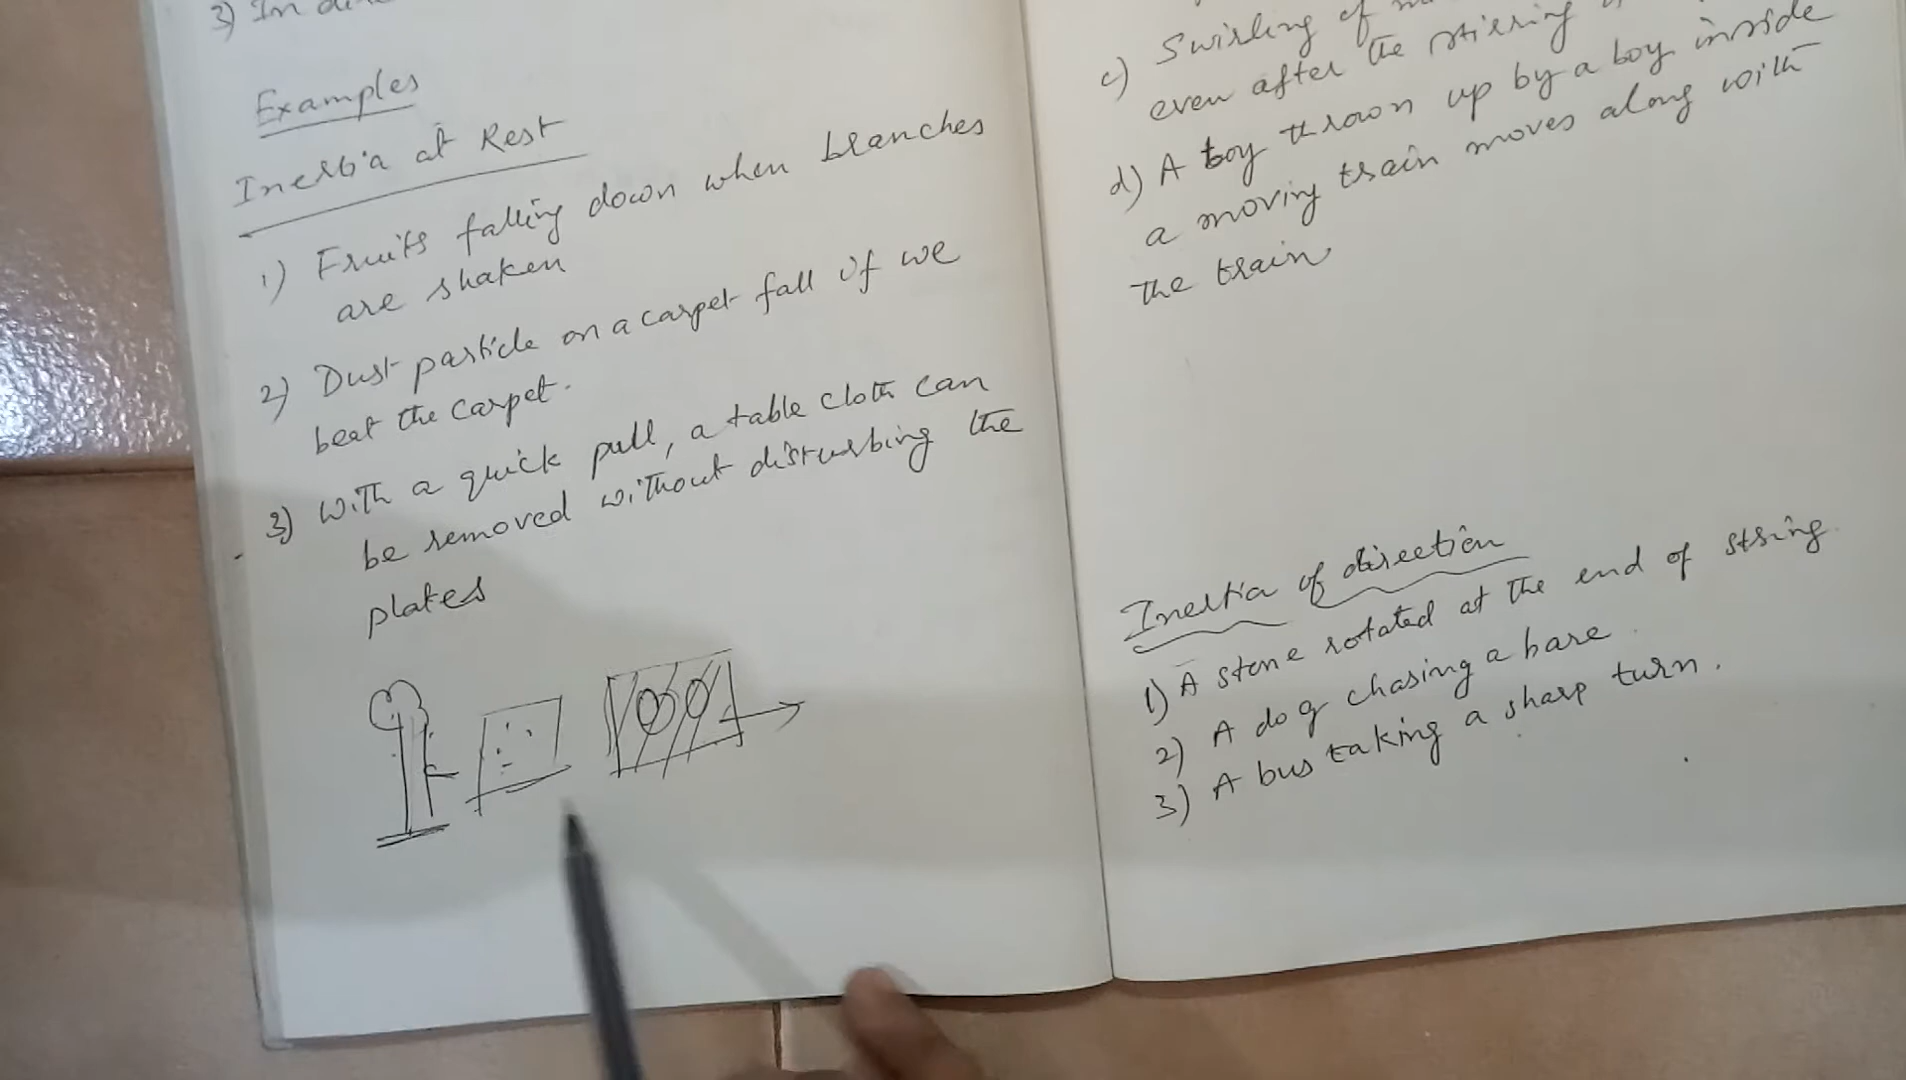 3) In
Examples
Inertia at Rest
1) Fruits falling down when branches
are shaken
2) Dust particle on a carpet fall if we
beat the carpet.
3) With a quick pull, a table cloth can
be removed without disturbing the
plates
c) Swirling of
even after the stirring
d) A toy thrown up by a boy inside
a moving train moves along with
the train
Inertia of direction
1) A stone rotated at the end of string
2) A dog chasing a hare
3) A bus taking a sharp turn.